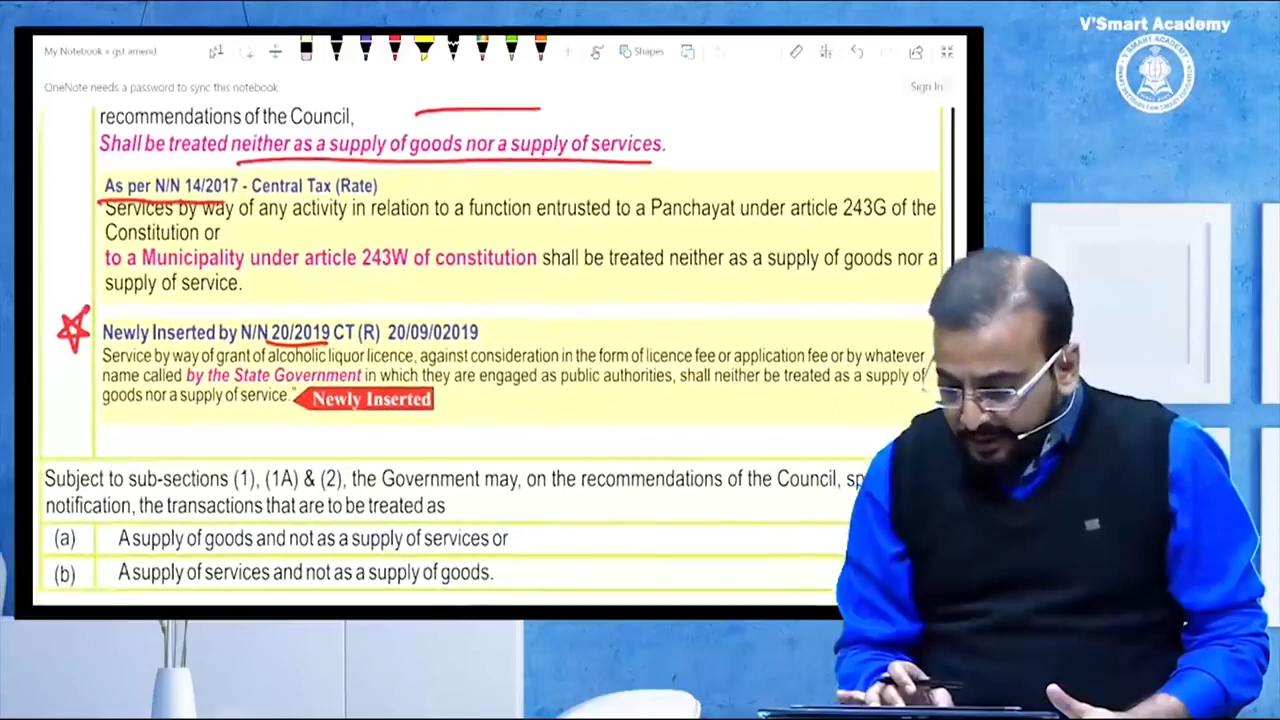 V'Smart Academy
My Notebook » gst amend
Shapes
OneNote needs a password to sync this notebook.
Sign In
recommendations of the Council,
Shall be treated neither as a supply of goods nor a supply of services.
As per N/N 14/2017 - Central Tax (Rate)
Services by way of any activity in relation to a function entrusted to a Panchayat under article 243G of the
Constitution or
to a Municipality under article 243W of constitution shall be treated neither as a supply of goods nor a
supply of service.
Newly Inserted by N/N 20/2019 CT (R) 20/09/02019
Service by way of grant of alcoholic liquor licence, against consideration in the form of licence fee or application fee or by whatever
name called by the State Government in which they are engaged as public authorities, shall neither be treated as a supply of
goods nor a supply of service."
Newly Inserted
Subject to sub-sections (1), (1A) & (2), the Government may, on the recommendations of the Council, sp
notification, the transactions that are to be treated as
(a) A supply of goods and not as a supply of services or
(b) A supply of services and not as a supply of goods.